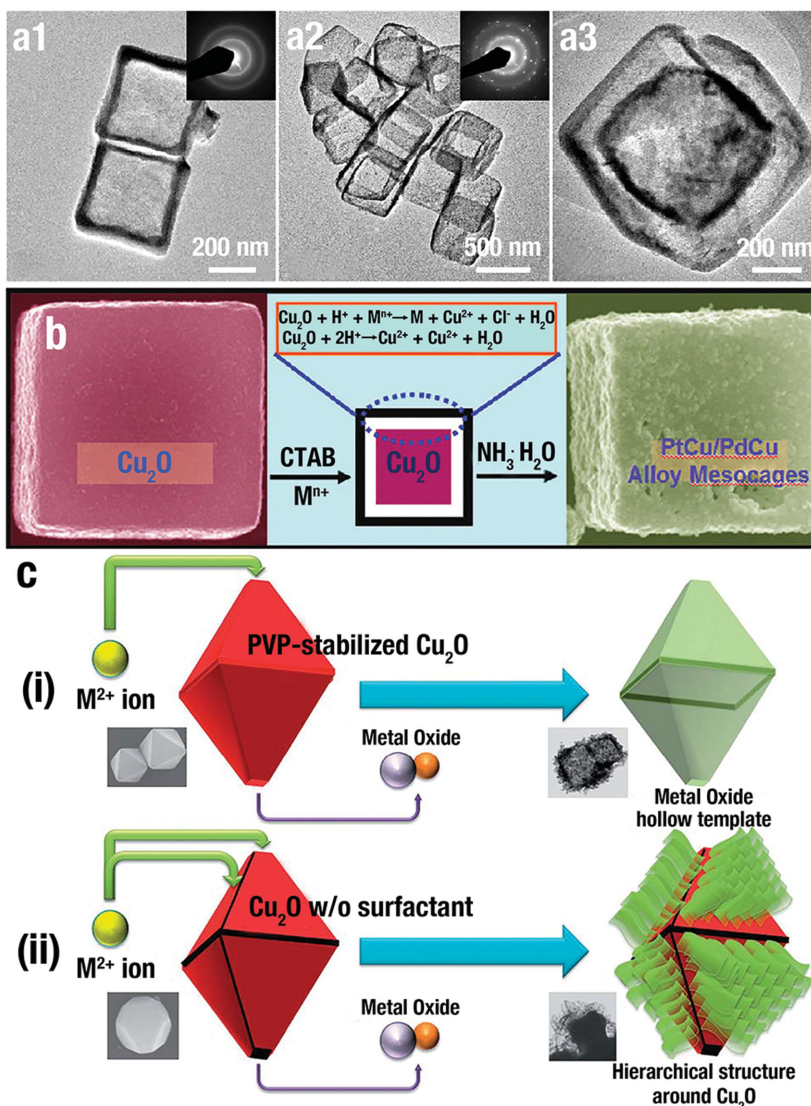 a1
200 nm
a2
500 nm
a3
200 nm
b
Cu₂O + H⁺ + Mⁿ⁺→ M + Cu²⁺ + Cl⁻ + H₂O
Cu₂O + 2H⁺→Cu²⁺ + Cu²⁺ + H₂O
Cu₂O
CTAB
Mⁿ⁺
Cu₂O
NH₃· H₂O
PtCu/PdCu
Alloy Mesocages
c
(i)
M²⁺ ion
PVP-stabilized Cu₂O
Metal Oxide
Metal Oxide
hollow template
(ii)
M²⁺ ion
Cu₂O w/o surfactant
Metal Oxide
Hierarchical structure
around Cu₃O